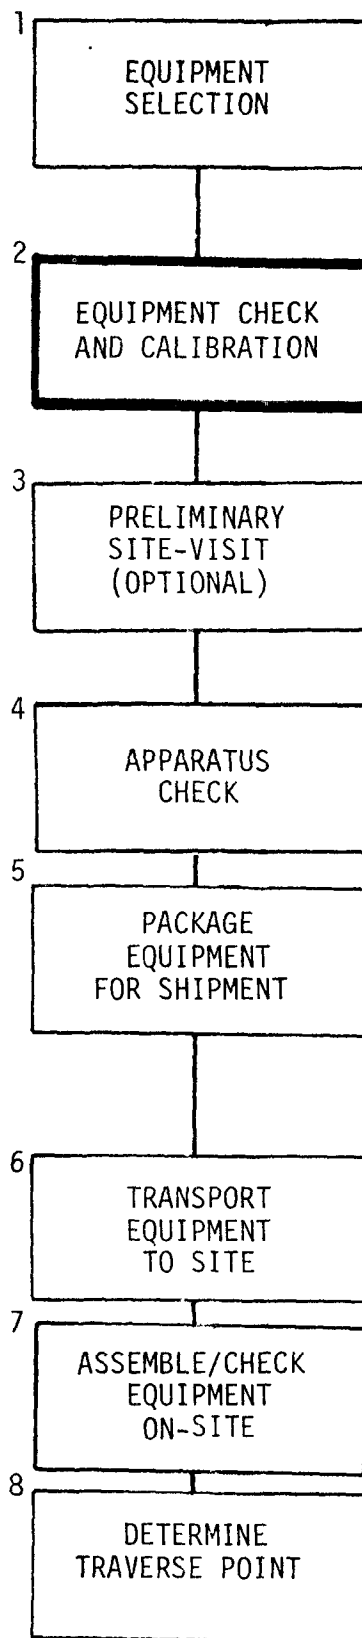 1
EQUIPMENT
SELECTION
2
EQUIPMENT CHECK
AND CALIBRATION
3
PRELIMINARY
SITE-VISIT
(OPTIONAL)
4
APPARATUS
CHECK
5
PACKAGE
EQUIPMENT
FOR SHIPMENT
6
TRANSPORT
EQUIPMENT
TO SITE
7
ASSEMBLE/CHECK
EQUIPMENT
ON-SITE
8
DETERMINE
TRAVERSE POINT